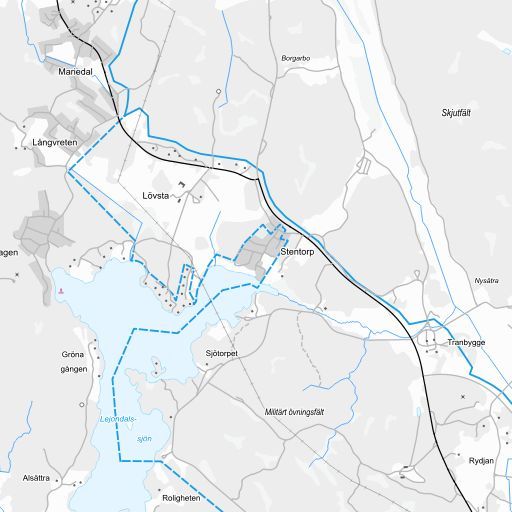 Borgarbo
Mariedal
Skjutfält
Långvreten
Lövsta
agen
Stentorp
Nysätra
Tranbygge
Gröna
gången
Sjötorpet
Lejondals-
sjön
Militärt övningsfält
Rydjan
Alsättra
Roligheten